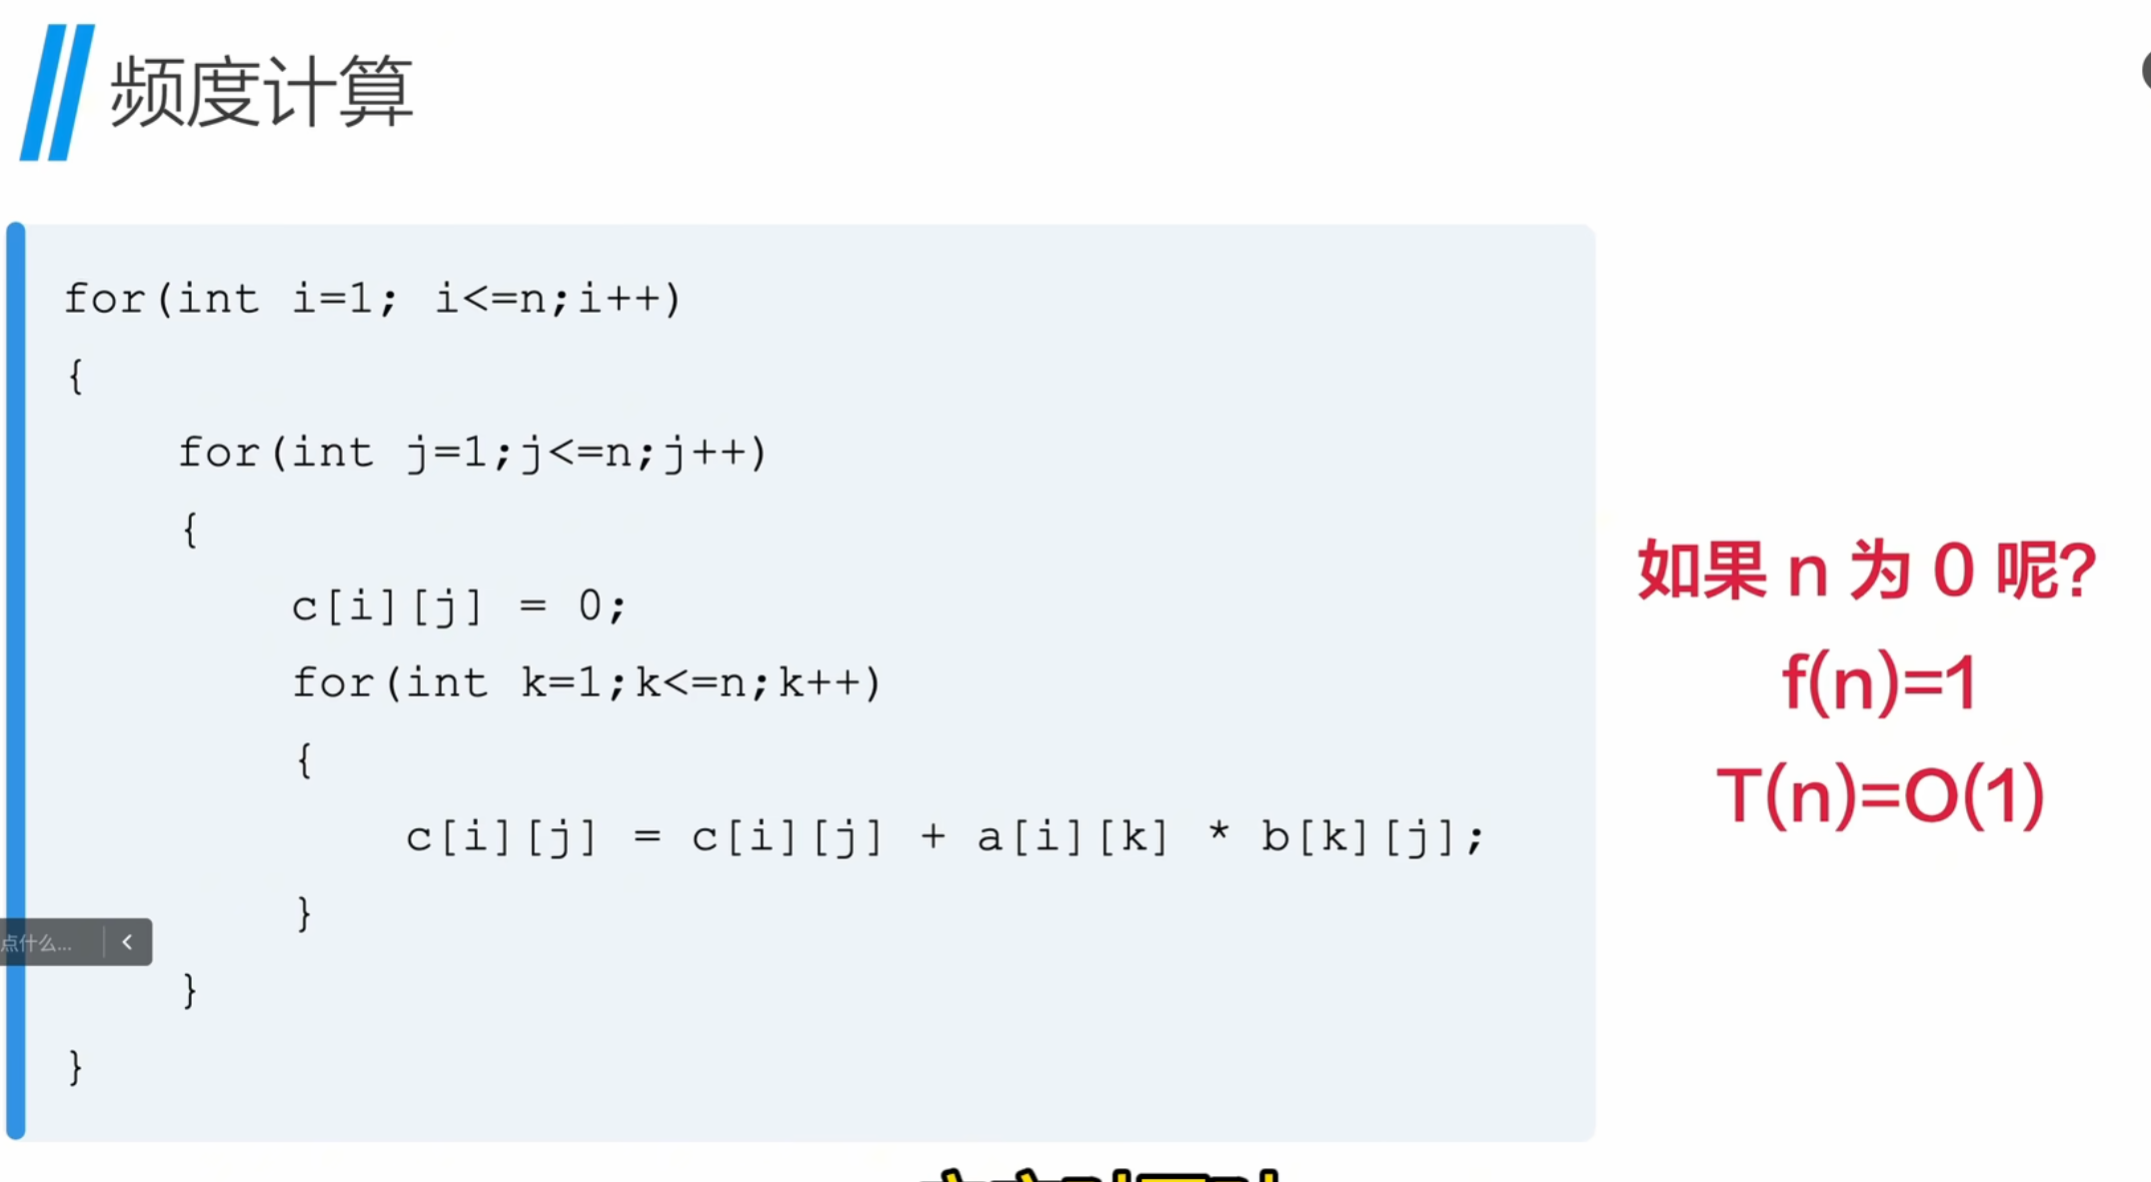 频度计算
for(int i=1; i<=n;i++)
{
for(int j=1;j<=n;j++)
{
c[i][j] = 0;
for(int k=1;k<=n;k++)
{
c[i][j] = c[i][j] + a[i][k] * b[k][j];
}
}
}
如果 n 为 0 呢?
f(n)=1
T(n)=O(1)
点什么...